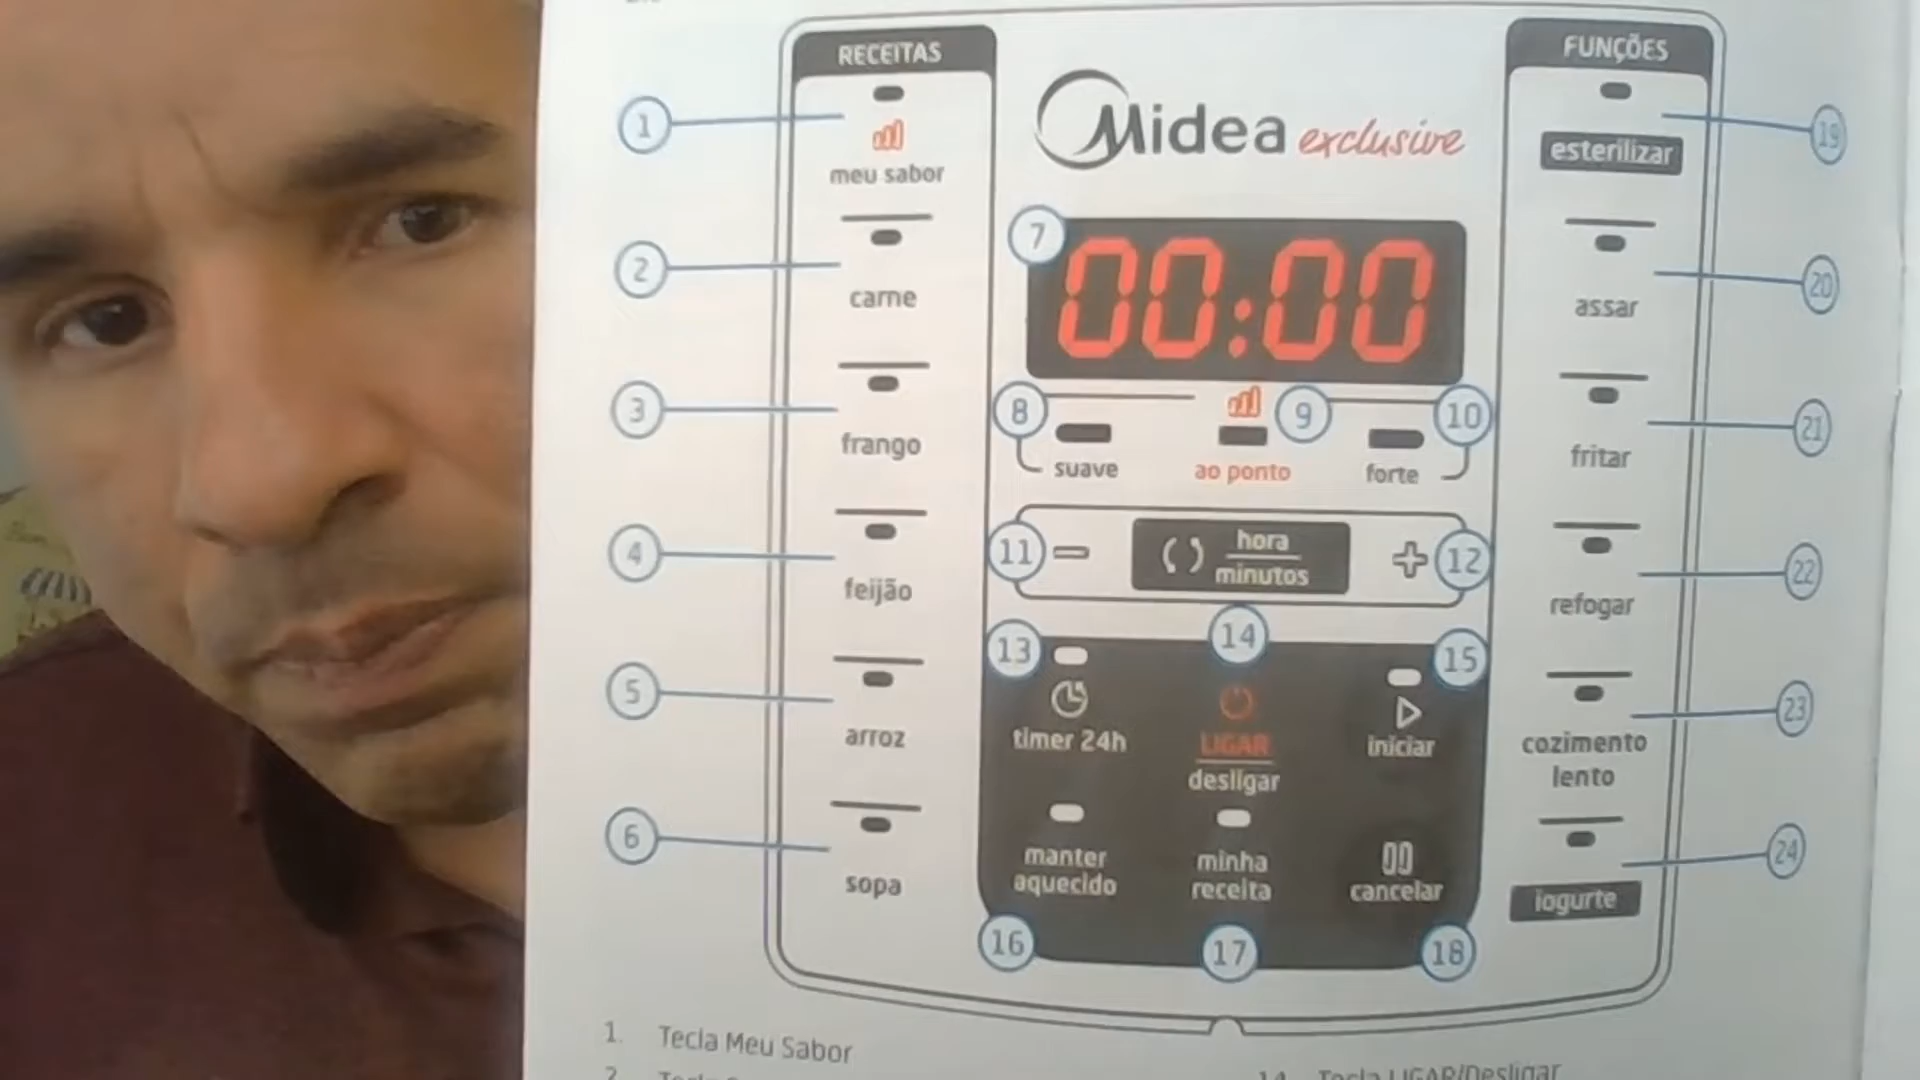 RECEITAS
1
meu sabor
2
carne
3
frango
4
feijão
5
arroz
6
sopa
Midea exclusive
7
00:00
8
9
10
suave
ao ponto
forte
11
hora
minutos
12
13
14
15
timer 24h
LIGAR
desligar
iniciar
manter
aquecido
minha
receita
cancelar
16
17
18
FUNÇÕES
19
esterilizar
20
assar
21
fritar
22
refogar
23
cozimento
lento
24
iogurte
1. Tecla Meu Sabor
2.
14. Tecla LIGAR/Desligar